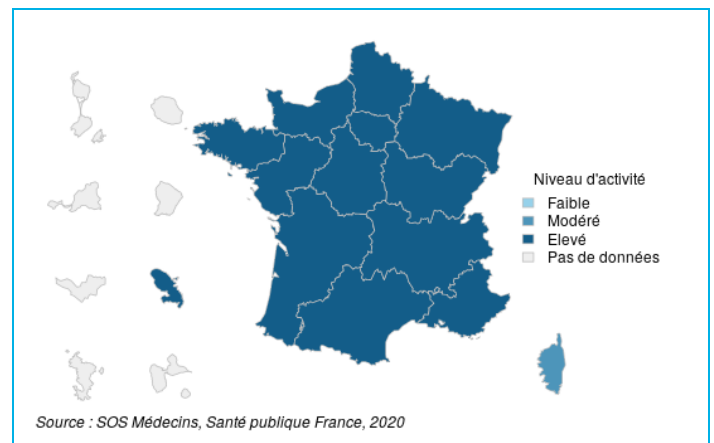 Niveau d'activité
Faible
Modéré
Elevé
Pas de données
Source : SOS Médecins, Santé publique France, 2020